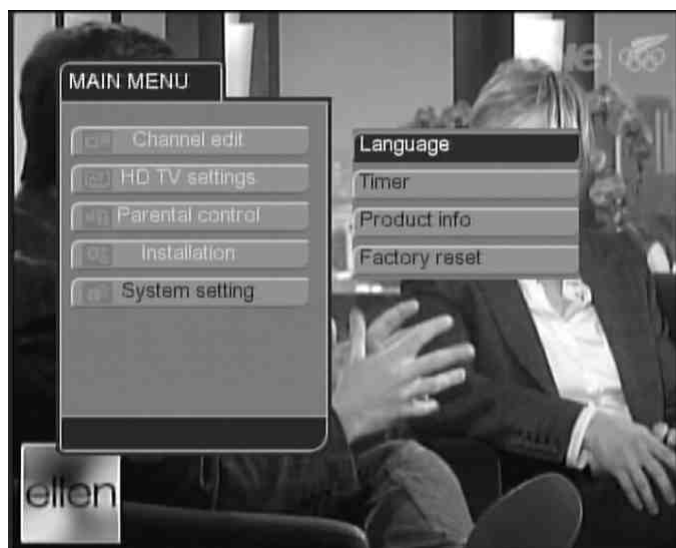 MAIN MENU
Channel edit
HD TV settings
Parental control
Installation
System setting
Language
Timer
Product info
Factory reset
ellen